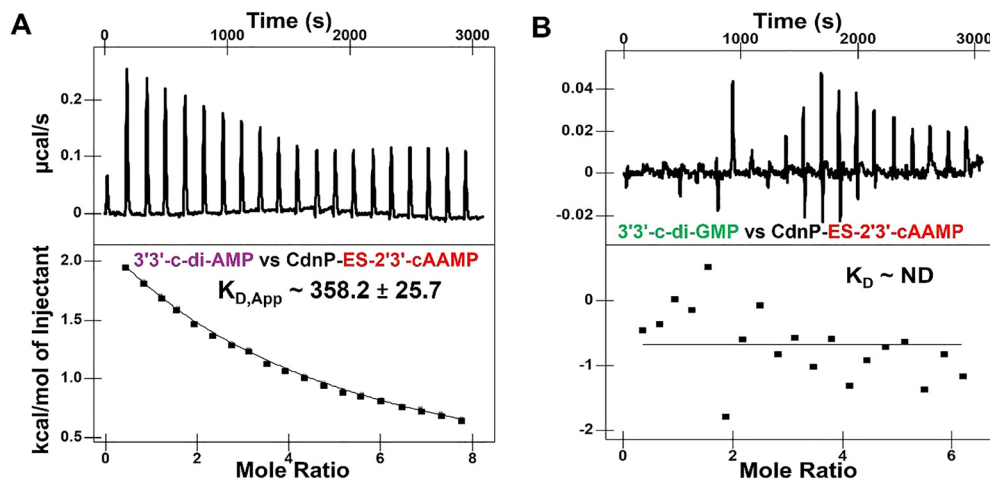 A
Time (s)
0 1000 2000 3000
µcal/s
0.2
0.1
0
3'3'-c-di-AMP vs CdnP-ES-2'3'-cAAMP
K_D,App ~ 358.2 ± 25.7
kcal/mol of Injectant
2.0
1.5
1.0
0.5
0 2 4 6 8
Mole Ratio
B
Time (s)
0 1000 2000 3000
0.04
0.02
0
-0.02
3'3'-c-di-GMP vs CdnP-ES-2'3'-cAAMP
K_D ~ ND
0
-1
-2
0 2 4 6
Mole Ratio